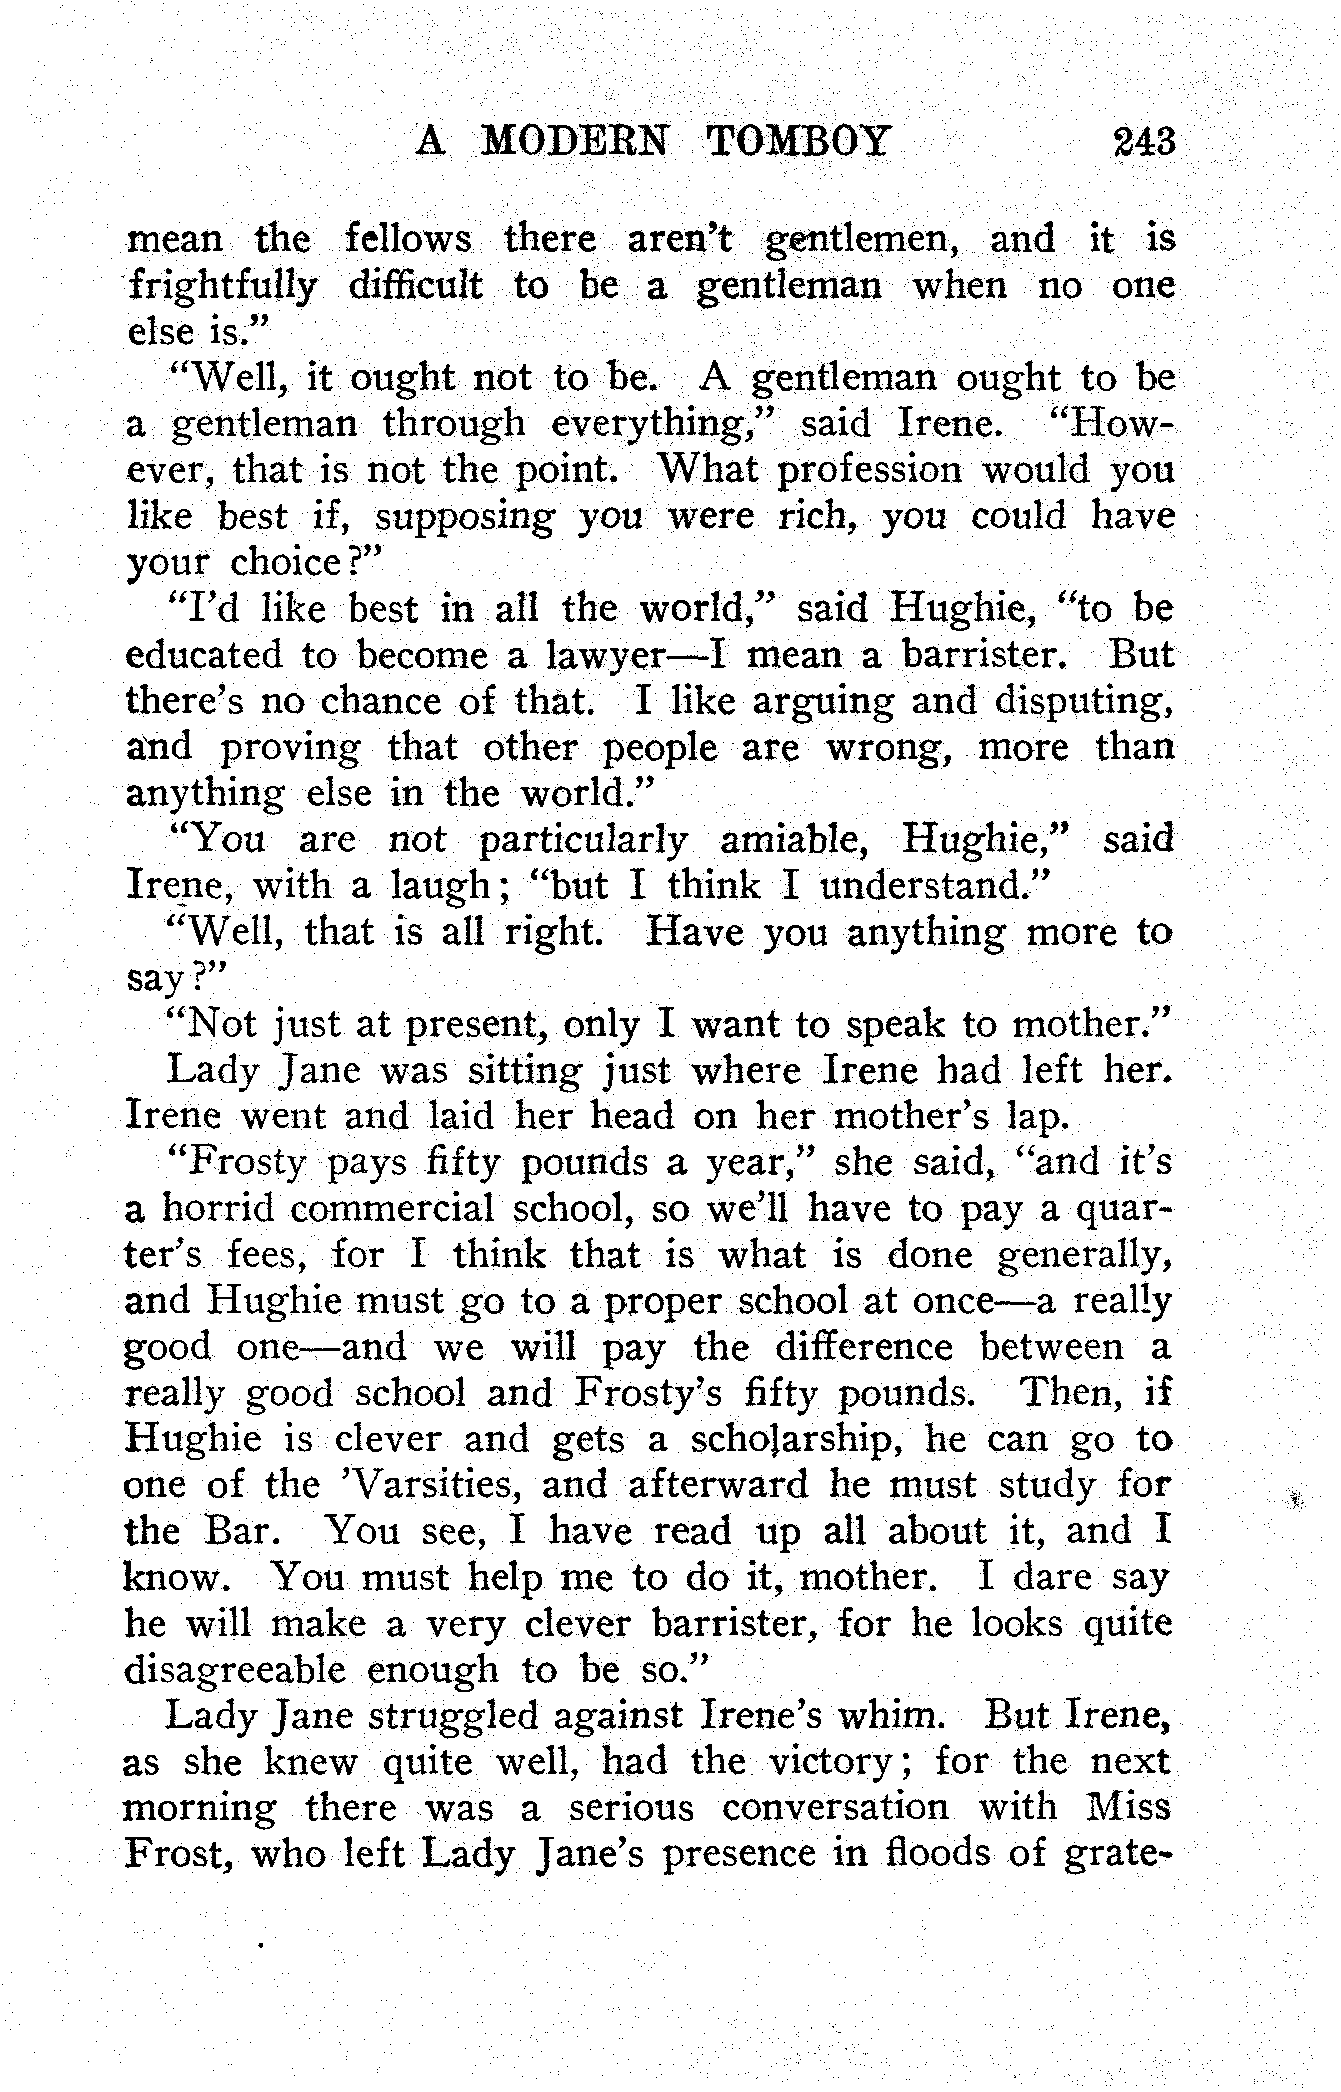 A MODERN TOMBOY 243
mean the fellows there aren't gentlemen, and it is
frightfully difficult to be a gentleman when no one
else is."
"Well, it ought not to be. A gentleman ought to be
a gentleman through everything," said Irene. "How-
ever, that is not the point. What profession would you
like best if, supposing you were rich, you could have
your choice?"
"I'd like best in all the world," said Hughie, "to be
educated to become a lawyer—I mean a barrister. But
there's no chance of that. I like arguing and disputing,
and proving that other people are wrong, more than
anything else in the world."
"You are not particularly amiable, Hughie," said
Irene, with a laugh; "but I think I understand."
"Well, that is all right. Have you anything more to
say?"
"Not just at present, only I want to speak to mother."
Lady Jane was sitting just where Irene had left her.
Irene went and laid her head on her mother's lap.
"Frosty pays fifty pounds a year," she said, "and it's
a horrid commercial school, so we'll have to pay a quar-
ter's fees, for I think that is what is done generally,
and Hughie must go to a proper school at once—a really
good one—and we will pay the difference between a
really good school and Frosty's fifty pounds. Then, if
Hughie is clever and gets a scholarship, he can go to
one of the 'Varsities, and afterward he must study for
the Bar. You see, I have read up all about it, and I
know. You must help me to do it, mother. I dare say
he will make a very clever barrister, for he looks quite
disagreeable enough to be so."
Lady Jane struggled against Irene's whim. But Irene,
as she knew quite well, had the victory; for the next
morning there was a serious conversation with Miss
Frost, who left Lady Jane's presence in floods of grate-